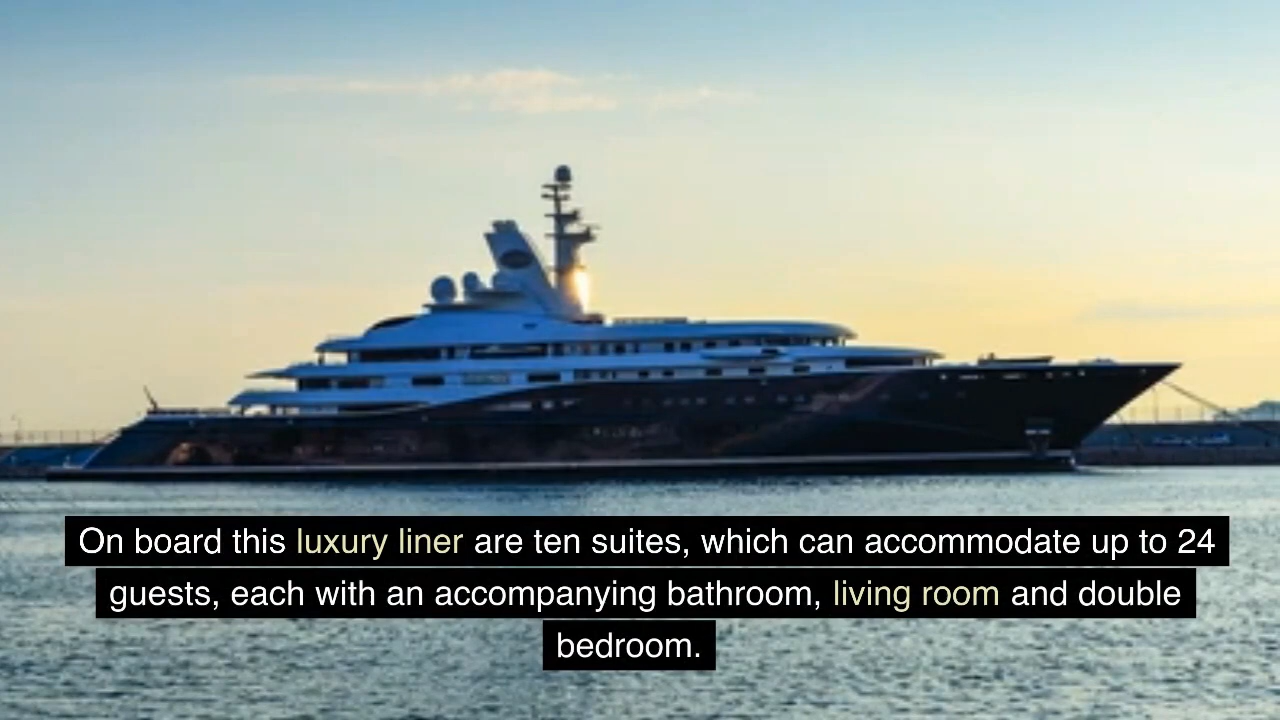 On board this luxury liner are ten suites, which can accommodate up to 24
guests, each with an accompanying bathroom, living room and double
bedroom.